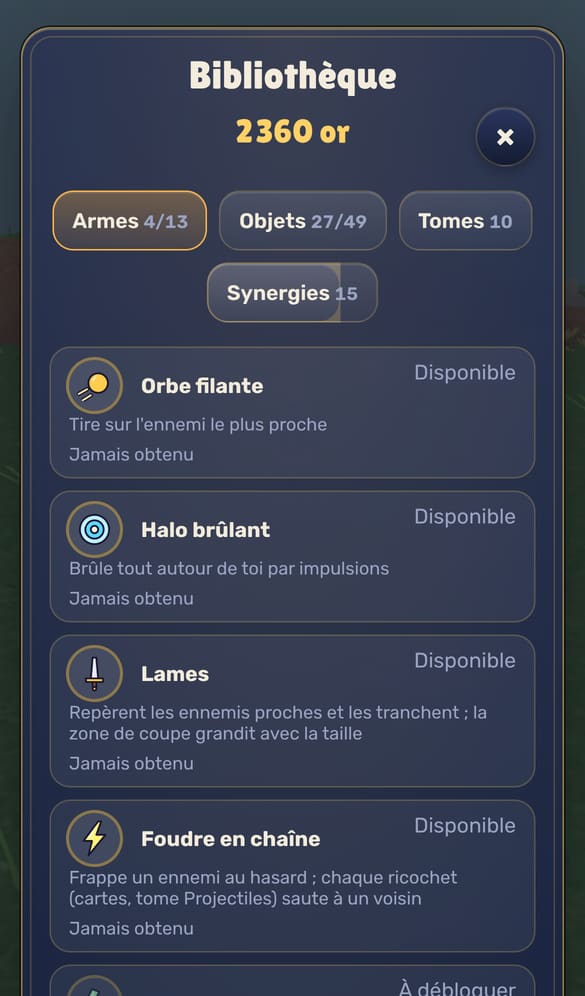 Bibliothèque
2360 or
×
Armes 4/13
Objets 27/49
Tomes 10
Synergies 15
Orbe filante
Disponible
Tire sur l'ennemi le plus proche
Jamais obtenu
Halo brûlant
Disponible
Brûle tout autour de toi par impulsions
Jamais obtenu
Lames
Disponible
Repèrent les ennemis proches et les tranchent ; la
zone de coupe grandit avec la taille
Jamais obtenu
Foudre en chaîne
Disponible
Frappe un ennemi au hasard ; chaque ricochet
(cartes, tome Projectiles) saute à un voisin
Jamais obtenu
À débloquer